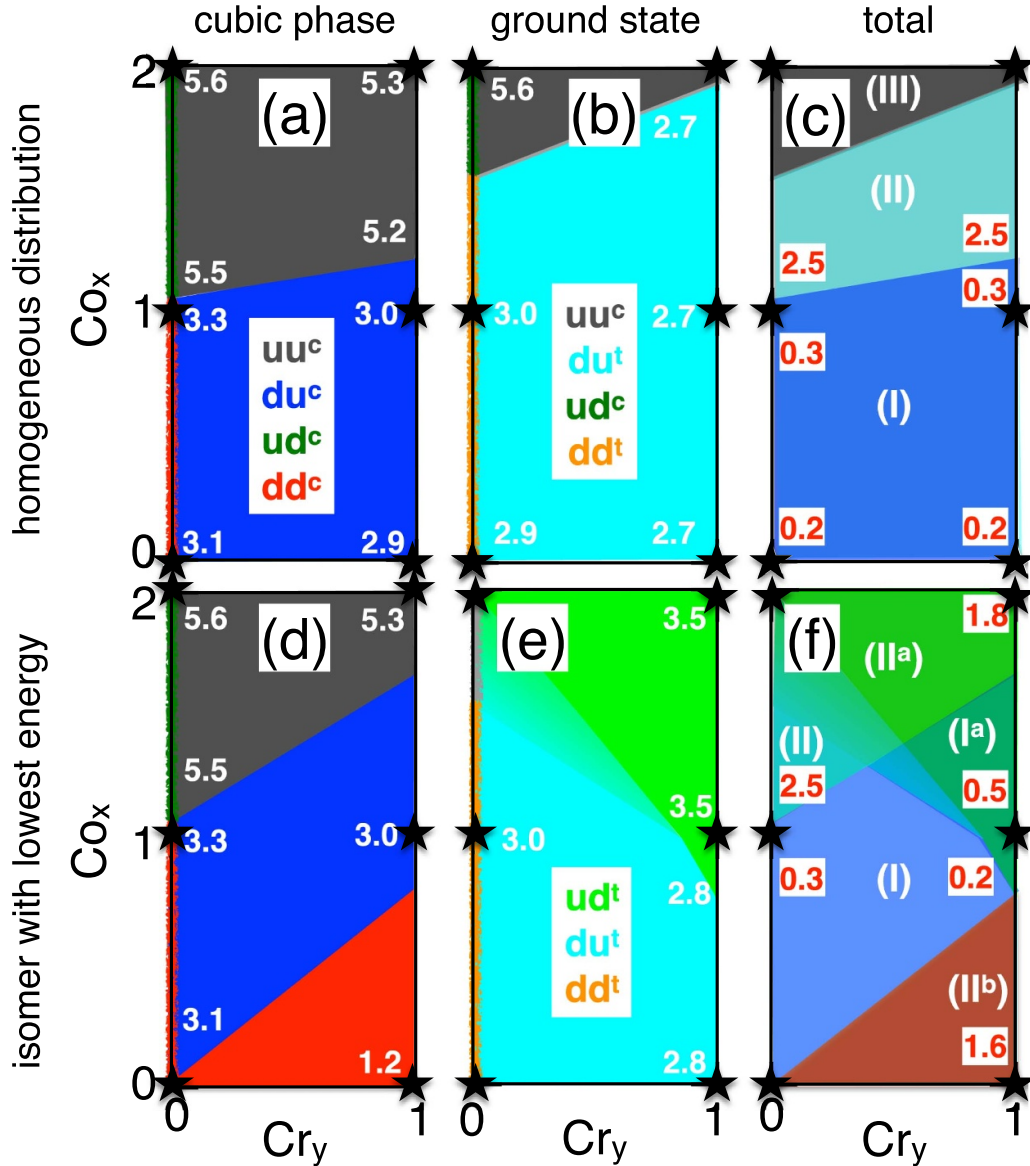 cubic phase
ground state
total
homogeneous distribution
isomer with lowest energy
Coₓ
2
1
0
(a)
5.6
5.3
5.2
5.5
3.3
3.0
uuᶜ
duᶜ
udᶜ
ddᶜ
3.1
2.9
(b)
5.6
2.7
3.0
2.7
uuᶜ
duᵗ
udᶜ
ddᵗ
2.9
2.7
(c)
(III)
(II)
2.5
2.5
0.3
0.3
(I)
0.2
0.2
Coₓ
2
1
0
(d)
5.6
5.3
5.5
3.3
3.0
3.1
1.2
(e)
3.5
3.5
3.0
2.8
udᵗ
duᵗ
ddᵗ
2.8
(f)
1.8
(IIᵃ)
(II)
(Iᵃ)
2.5
0.5
0.3
(I)
0.2
(IIᵇ)
1.6
0
1
0
1
0
1
Crᵧ
Crᵧ
Crᵧ